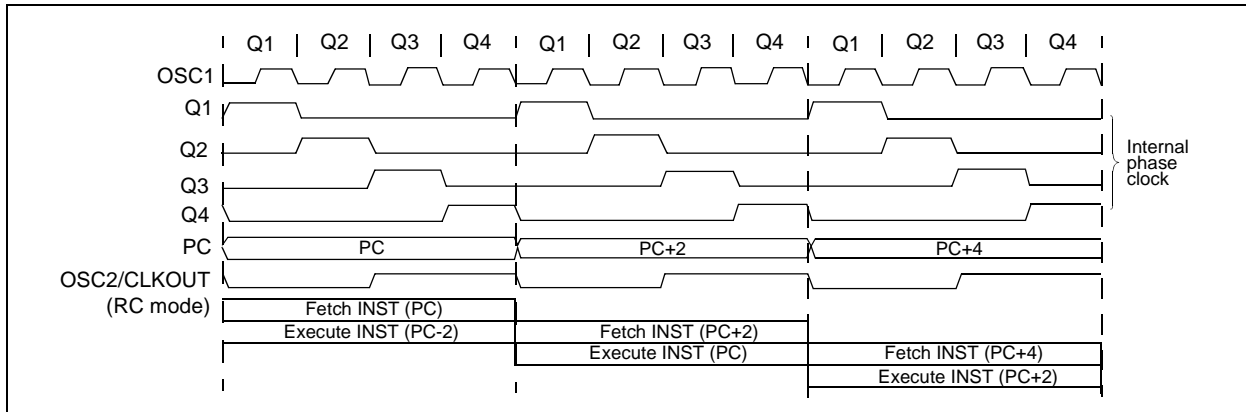 Q1 | Q2 | Q3 | Q4 | Q1 | Q2 | Q3 | Q4 | Q1 | Q2 | Q3 | Q4
OSC1
Q1
Q2
Q3
Q4
Internal
phase
clock
PC
PC
PC+2
PC+4
OSC2/CLKOUT
(RC mode)
Fetch INST (PC)
Execute INST (PC-2)
Fetch INST (PC+2)
Execute INST (PC)
Fetch INST (PC+4)
Execute INST (PC+2)